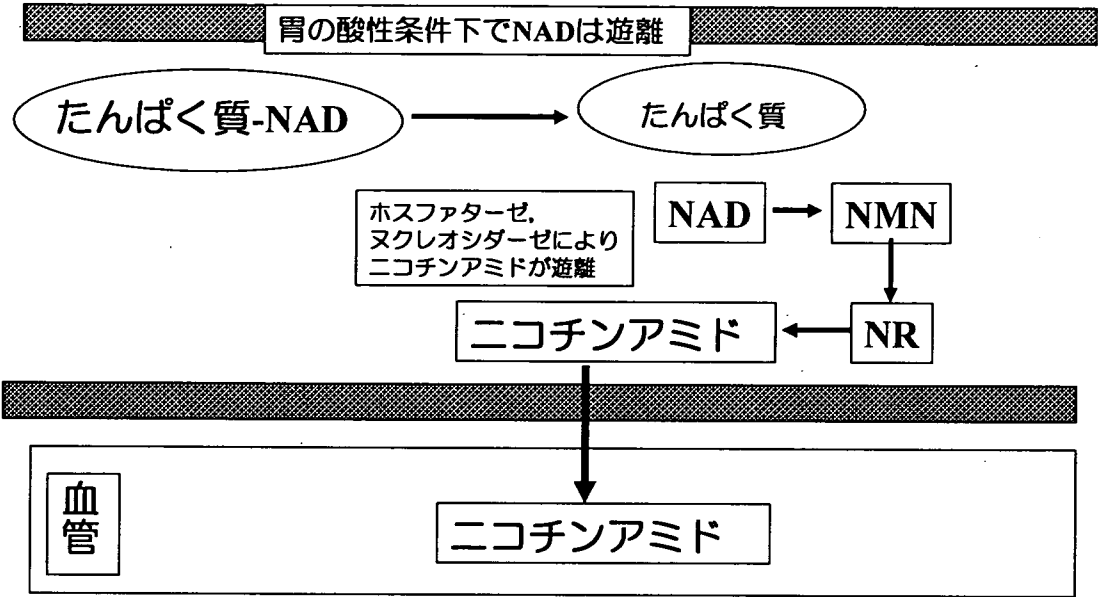 胃の酸性条件下でNADは遊離
たんぱく質-NAD
たんぱく質
ホスファターゼ,
ヌクレオシダーゼにより
ニコチンアミドが遊離
NAD
NMN
ニコチンアミド
NR
血管
ニコチンアミド